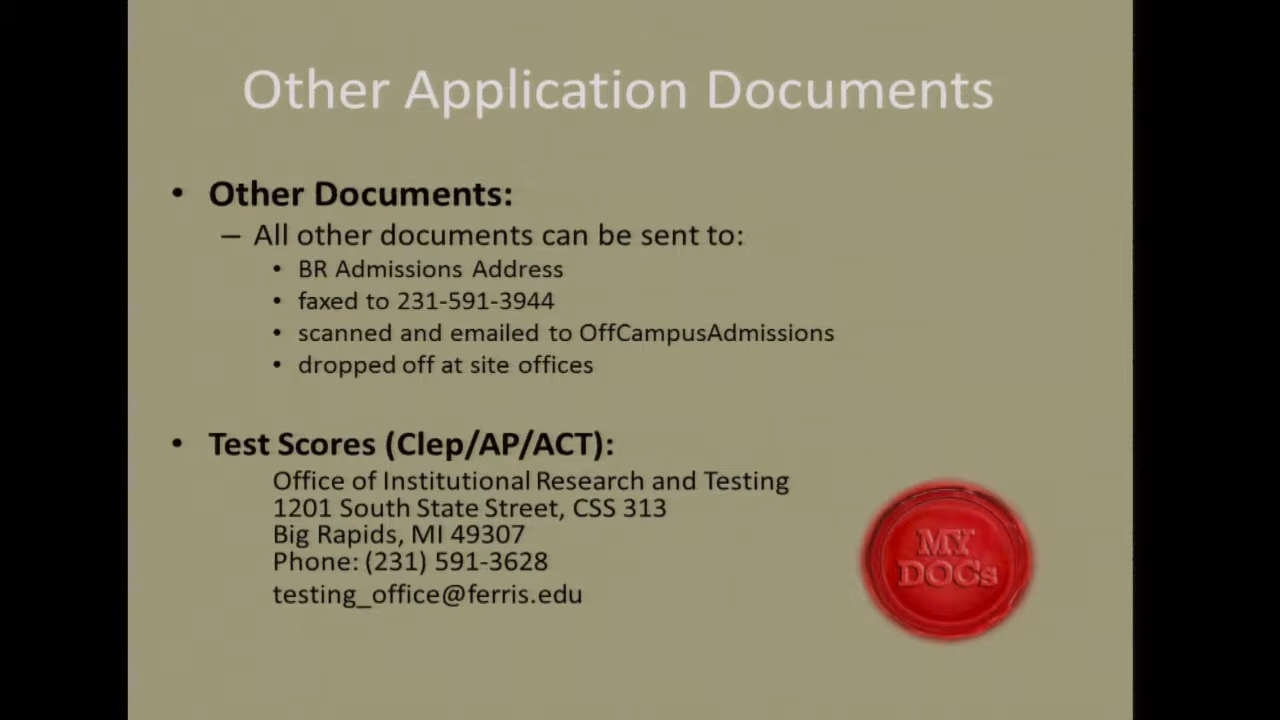 Other Application Documents
• Other Documents:
– All other documents can be sent to:
• BR Admissions Address
• faxed to 231-591-3944
• scanned and emailed to OffCampusAdmissions
• dropped off at site offices
• Test Scores (Clep/AP/ACT):
Office of Institutional Research and Testing
1201 South State Street, CSS 313
Big Rapids, MI 49307
Phone: (231) 591-3628
testing_office@ferris.edu
MY
DOCs